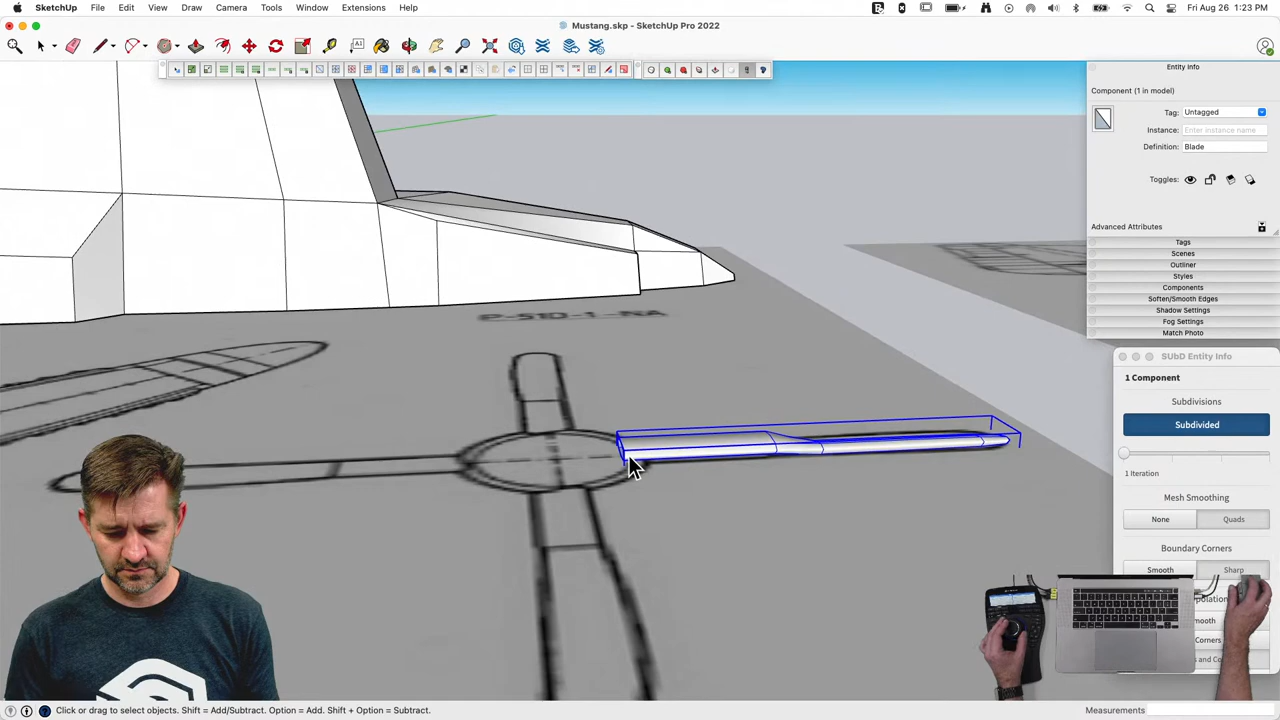 SketchUp File Edit View Draw Camera Tools Window Extensions Help Fri Aug 26 1:23 PM
Mustang.skp - SketchUp Pro 2022
Entity Info
Component (1 in model)
Tag: Untagged
Instance: Enter instance name
Definition: Blade
Toggles:
Advanced Attributes
Tags
Scenes
Outliner
Styles
Components
Soften/Smooth Edges
Shadow Settings
Fog Settings
Match Photo
P-51D-1-NA
SUbD Entity Info
1 Component
Subdivisions
Subdivided
1 Iteration
Mesh Smoothing
None Quads
Boundary Corners
Smooth Sharp
Corners
Click or drag to select objects. Shift = Add/Subtract. Option = Add. Shift + Option = Subtract.
Measurements